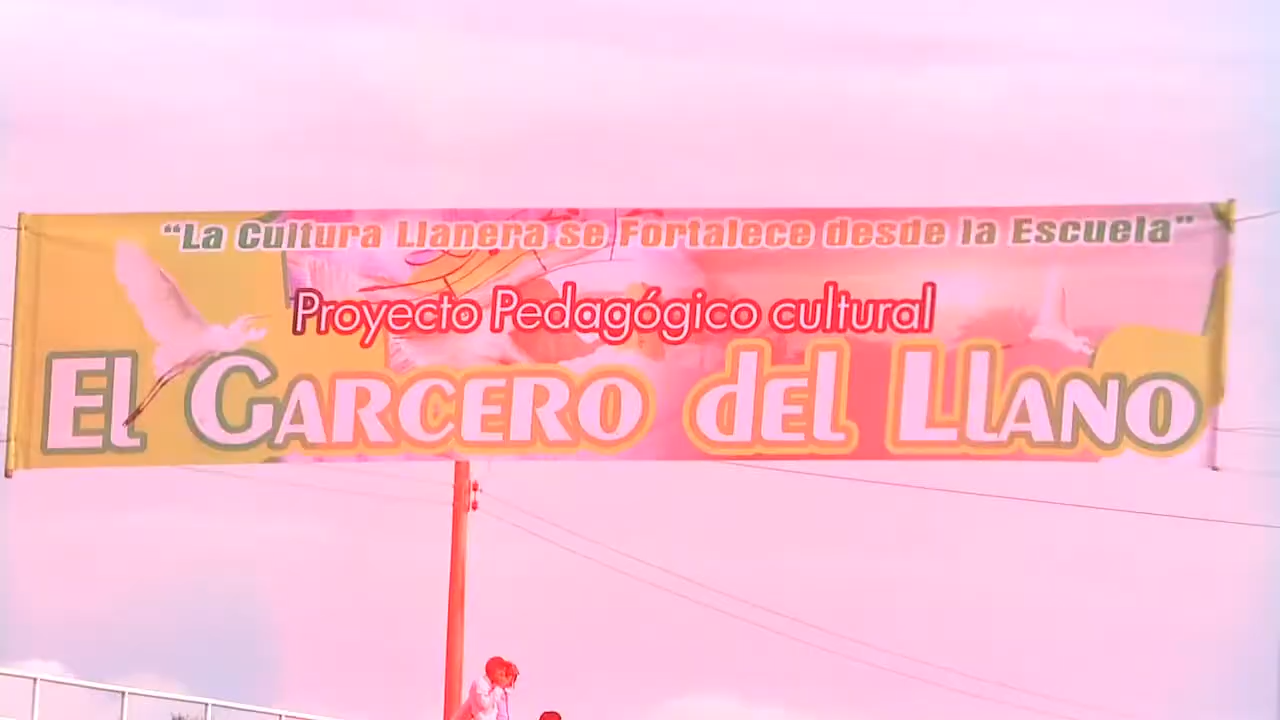 “La Cultura Llanera se Fortalece desde la Escuela”
Proyecto Pedagógico cultural
El Garcero del Llano